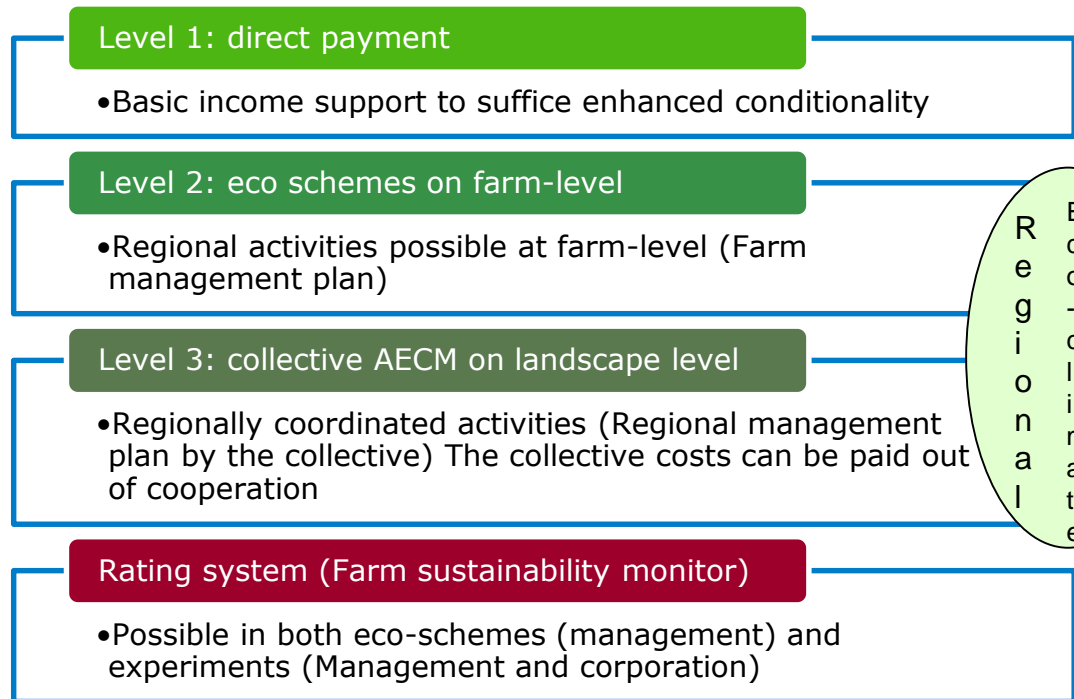 Level 1: direct payment
•Basic income support to suffice enhanced conditionality
Level 2: eco schemes on farm-level
•Regional activities possible at farm-level (Farm
management plan)
Level 3: collective AECM on landscape level
•Regionally coordinated activities (Regional management
plan by the collective) The collective costs can be paid out
of cooperation
Rating system (Farm sustainability monitor)
•Possible in both eco-schemes (management) and
experiments (Management and corporation)
Regional